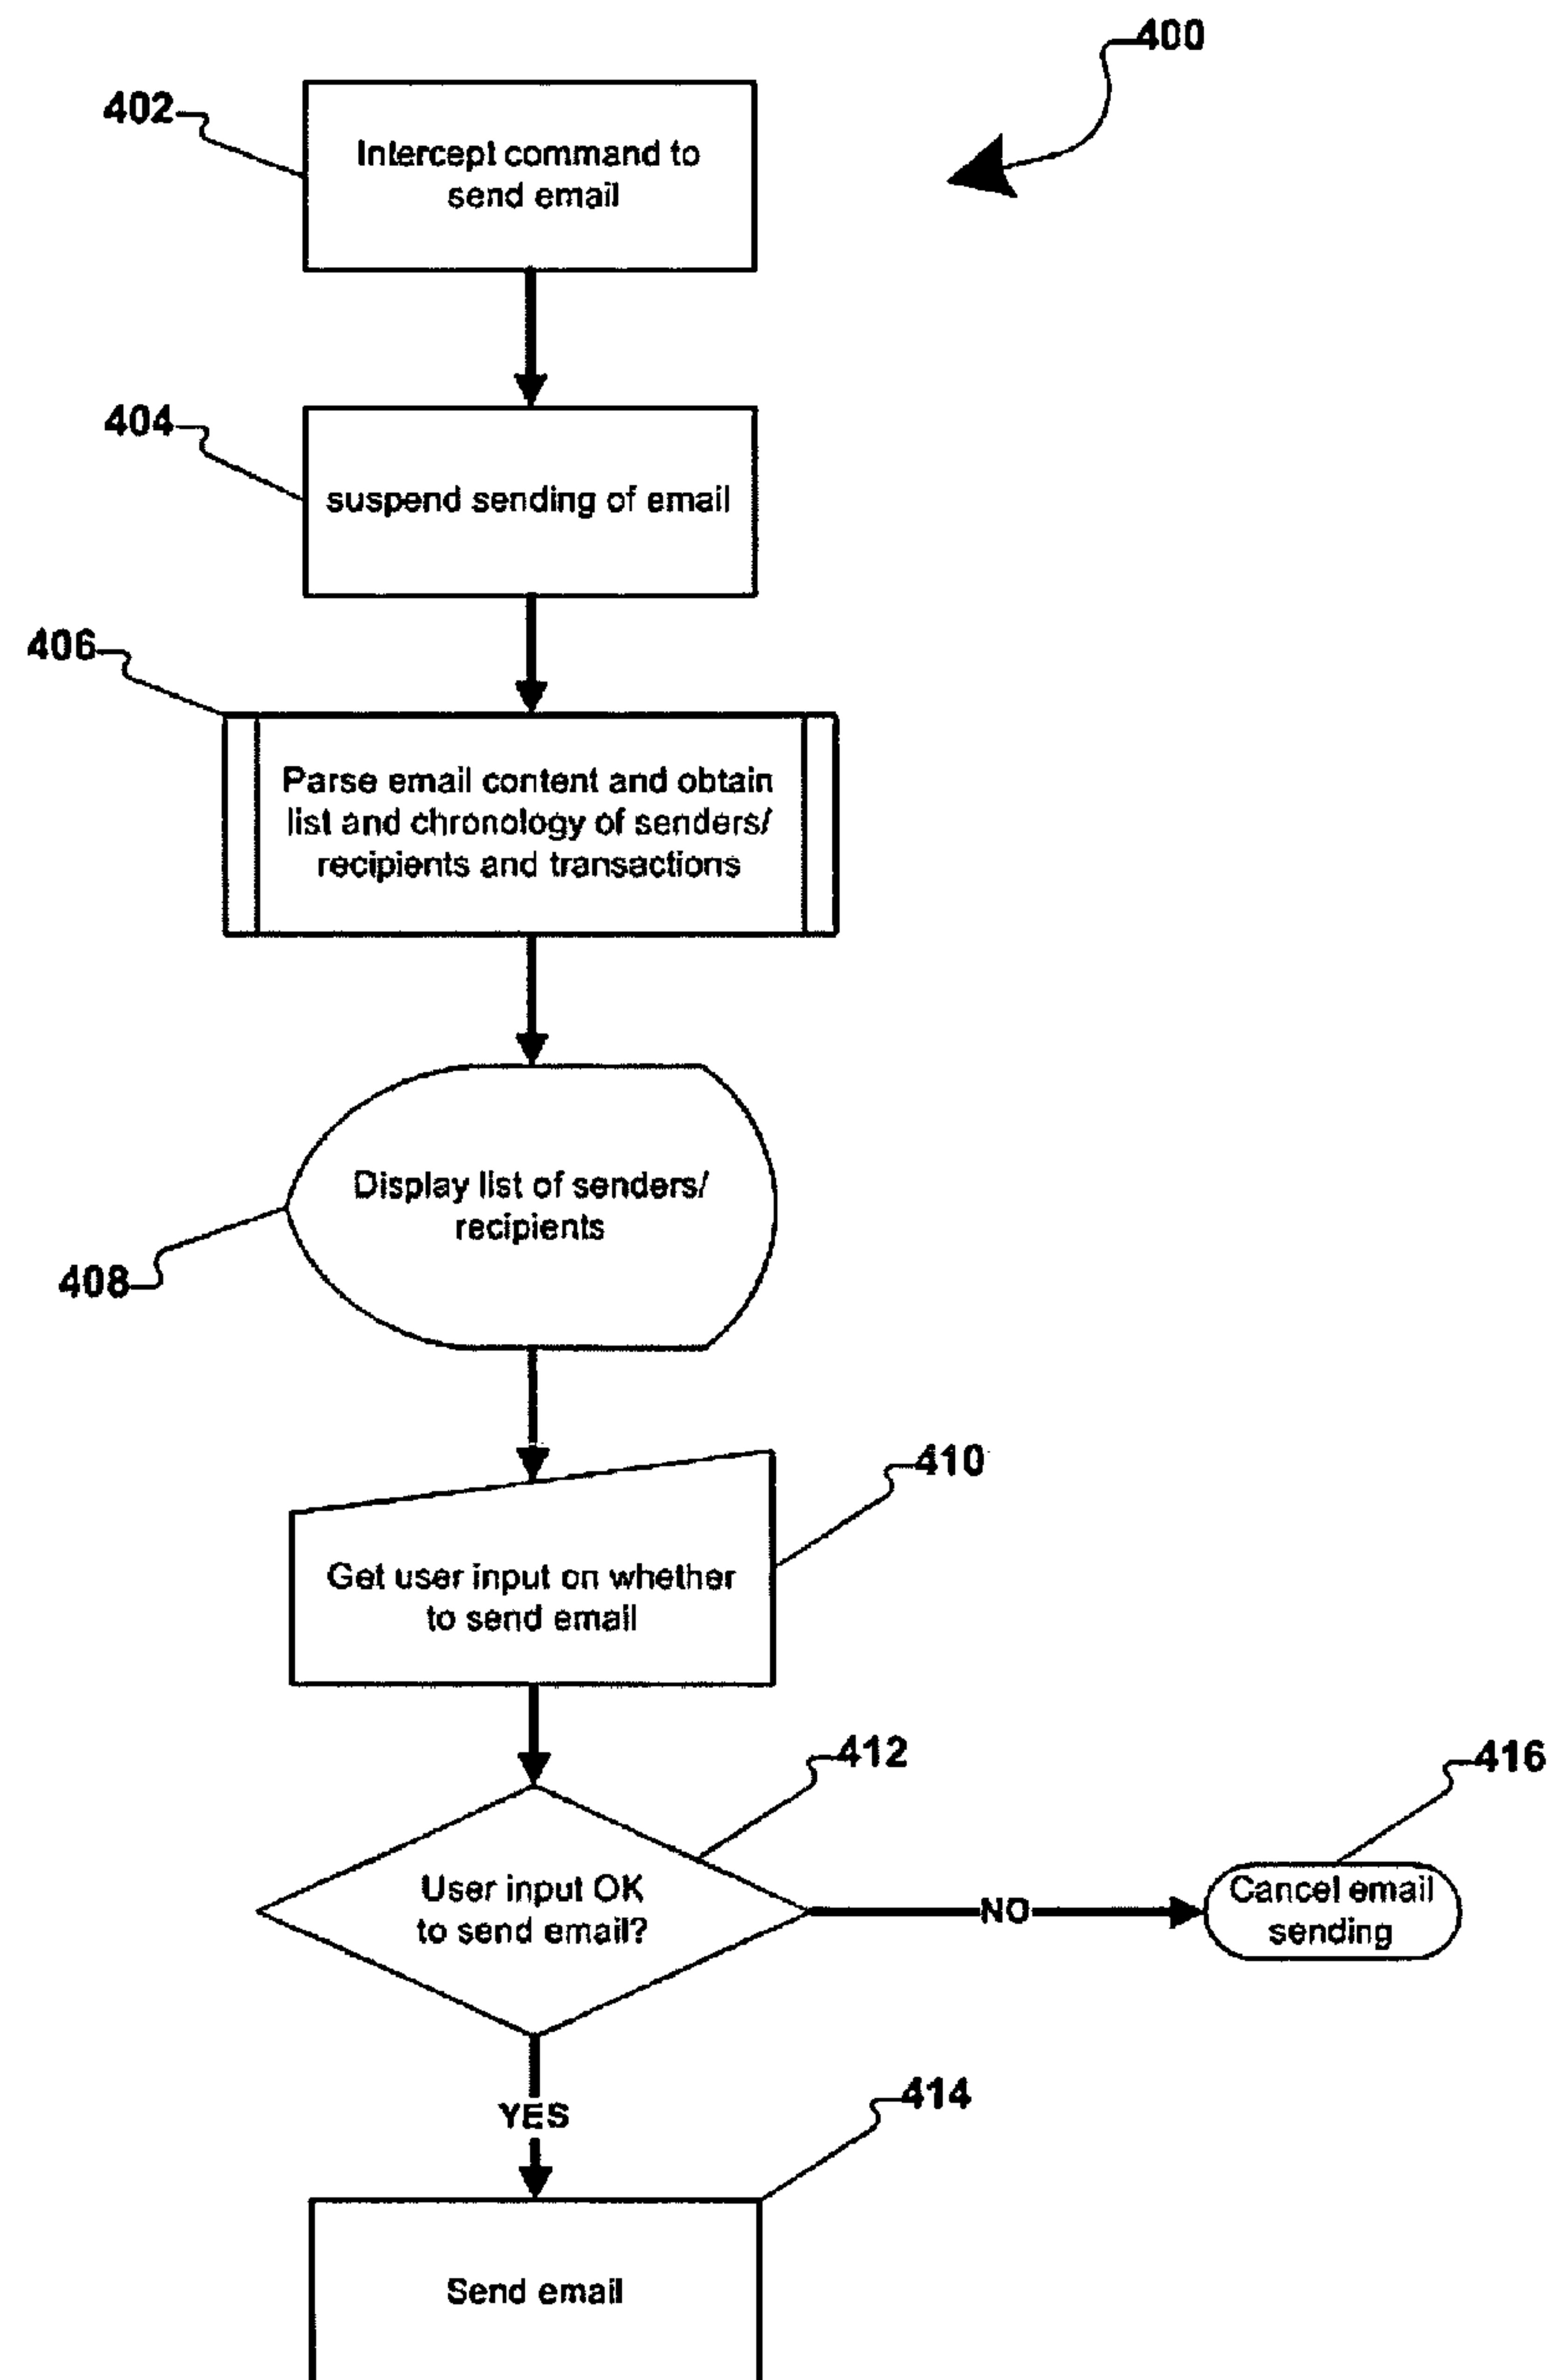 400
402
Intercept command to
send email
404
suspend sending of email
406
Parse email content and obtain
list and chronology of senders/
recipients and transactions
Display list of senders/
recipients
408
410
Get user input on whether
to send email
412
416
User input OK
to send email?
NO
Cancel email
sending
YES
414
Send email